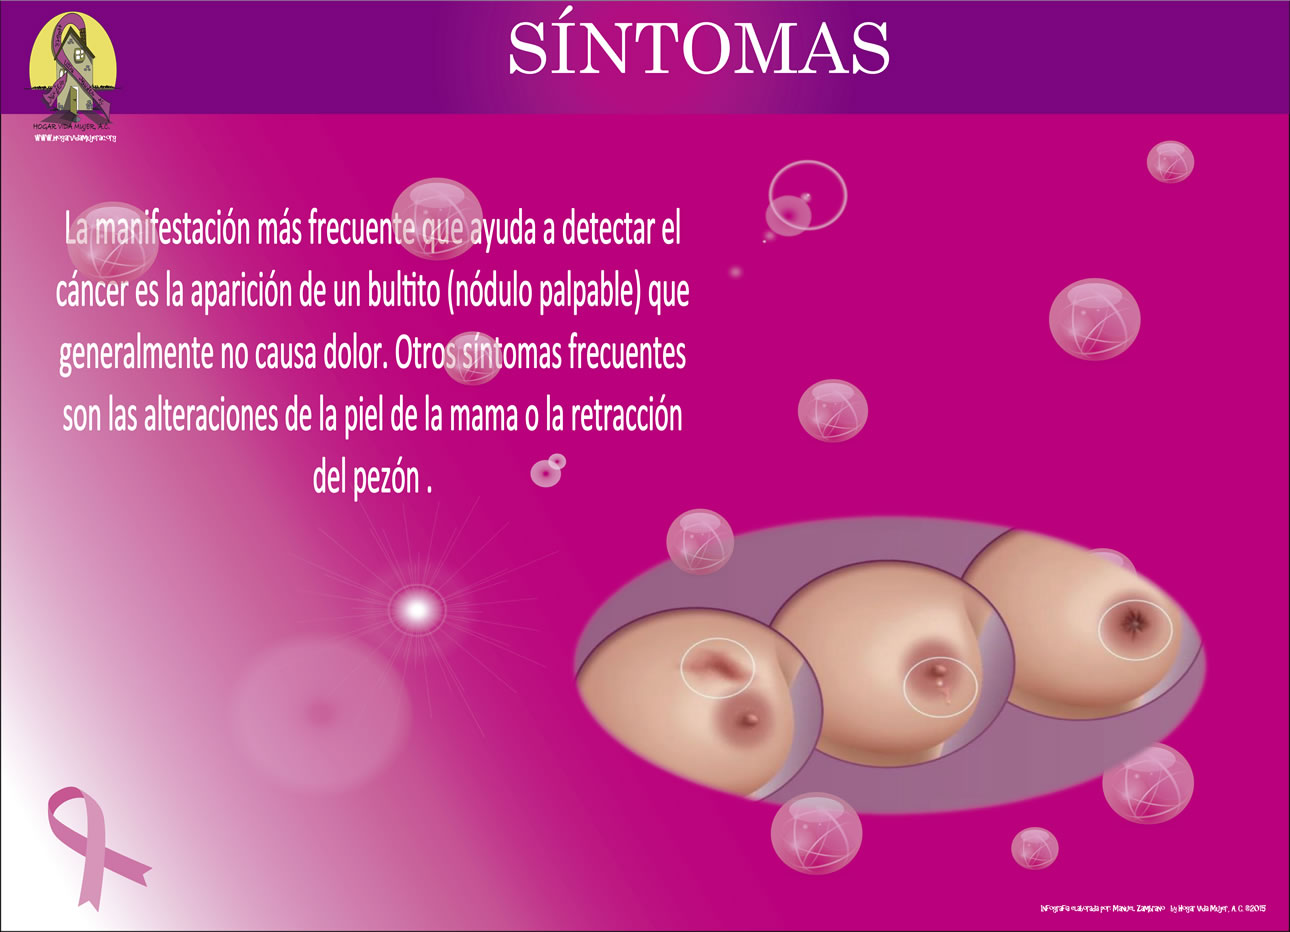 SÍNTOMAS
HOGAR VIDA MUJER, A.C.
www.hogarvidamujerac.org
La manifestación más frecuente que ayuda a detectar el
cáncer es la aparición de un bultito (nódulo palpable) que
generalmente no causa dolor. Otros síntomas frecuentes
son las alteraciones de la piel de la mama o la retracción
del pezón .
Infografía elaborada por: Manuel Zambrano by Hogar Vida Mujer, A. C. ©2015